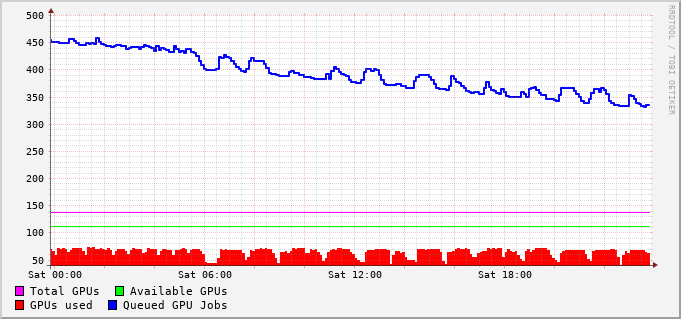 500
450
400
350
300
250
200
150
100
50
Sat 00:00 Sat 06:00 Sat 12:00 Sat 18:00
Total GPUs Available GPUs
GPUs used Queued GPU Jobs
RRDTOOL / TOBI OETIKER